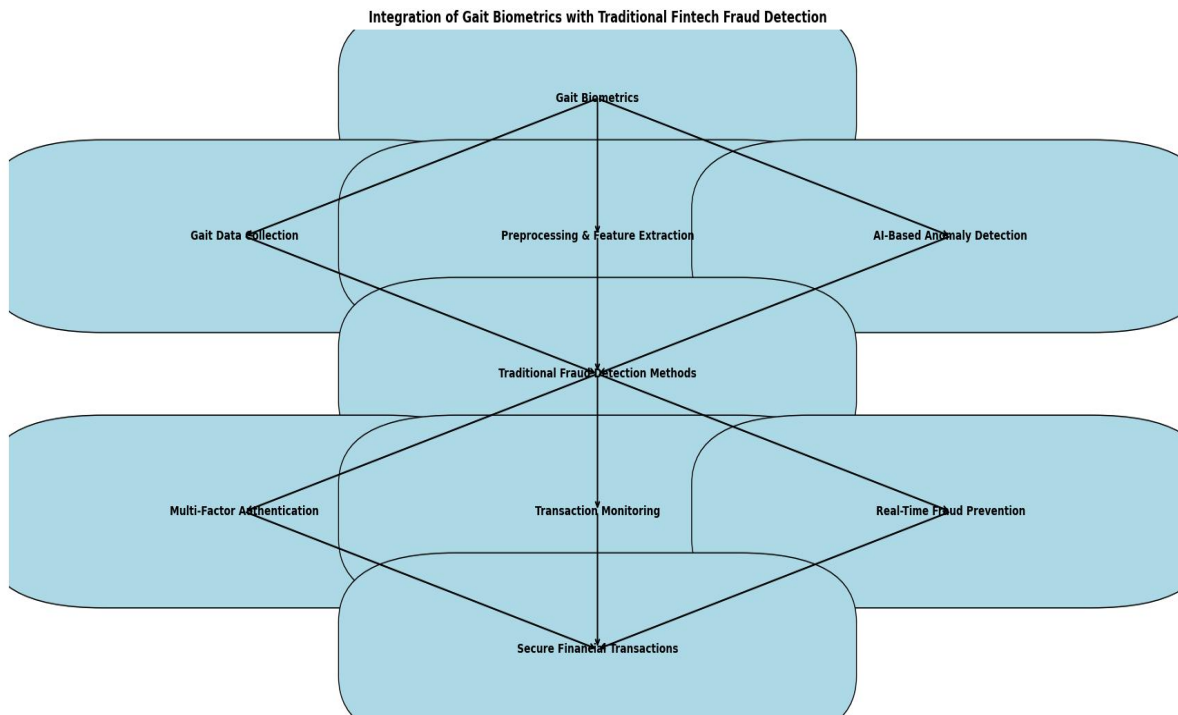 Integration of Gait Biometrics with Traditional Fintech Fraud Detection
Gait Biometrics
Gait Data Collection
Preprocessing & Feature Extraction
AI-Based Anomaly Detection
Traditional Fraud Detection Methods
Multi-Factor Authentication
Transaction Monitoring
Real-Time Fraud Prevention
Secure Financial Transactions